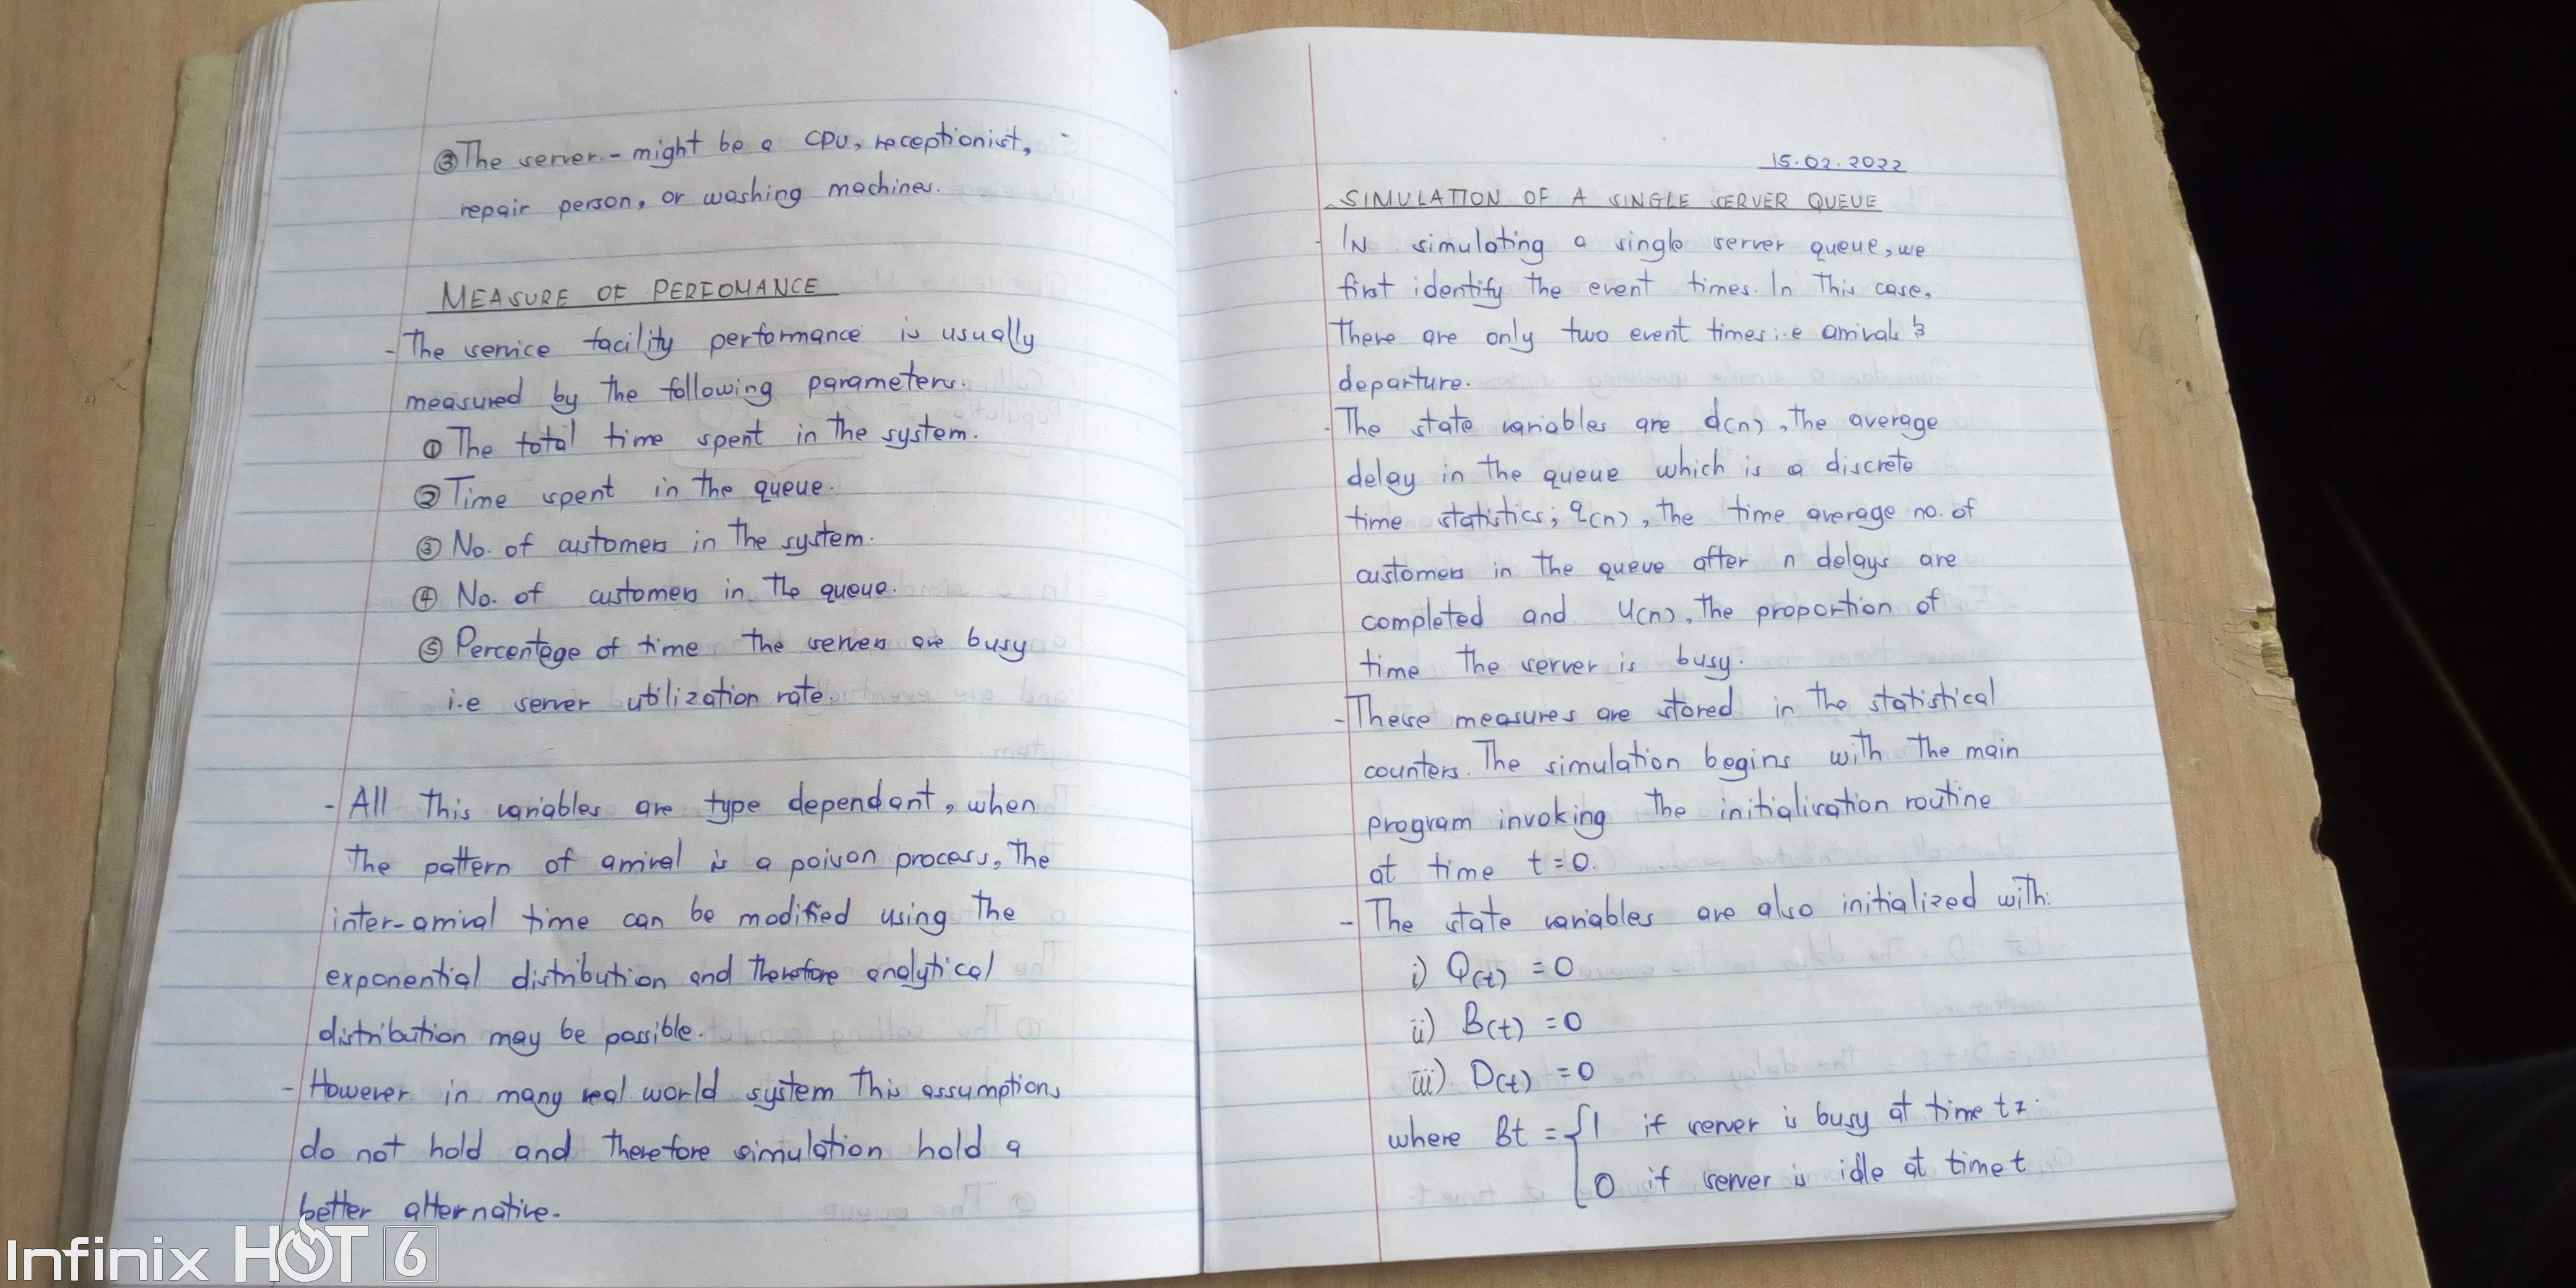 ③ The server - might be a CPU, receptionist,
repair person, or washing machines.
MEASURE OF PERFOMANCE
- The service facility performance is usually
measured by the following parameters.
① The total time spent in the system.
② Time spent in the queue.
③ No. of customers in the system.
④ No. of customers in the queue.
⑤ Percentage of time the servers are busy
i.e server utilization rate.
- All this variables are type dependant, when
the pattern of arrival is a poison process, the
inter-arrival time can be modified using the
exponential distribution and therefore analytical
distribution may be possible.
- However in many real world system this assumptions
do not hold and therefore simulation hold a
better alternative.
15.02.2022
SIMULATION OF A SINGLE SERVER QUEUE
- IN simulating a single server queue, we
first identify the event times. In this case,
there are only two event times i.e arrivals &
departure.
- The state variables are d(n), the average
delay in the queue which is a discrete
time statistics; q(n), the time average no. of
customers in the queue after n delays are
completed and u(n), the proportion of
time the server is busy.
- These measures are stored in the statistical
counters. The simulation begins with the main
program invoking the initialisation routine
at time t=0.
- The state variables are also initialized with:
i) Q(t) = 0
ii) B(t) = 0
iii) D(t) = 0
where Bt = {1 if server is busy at time t
0 if server is idle at time t
Infinix HOT 6